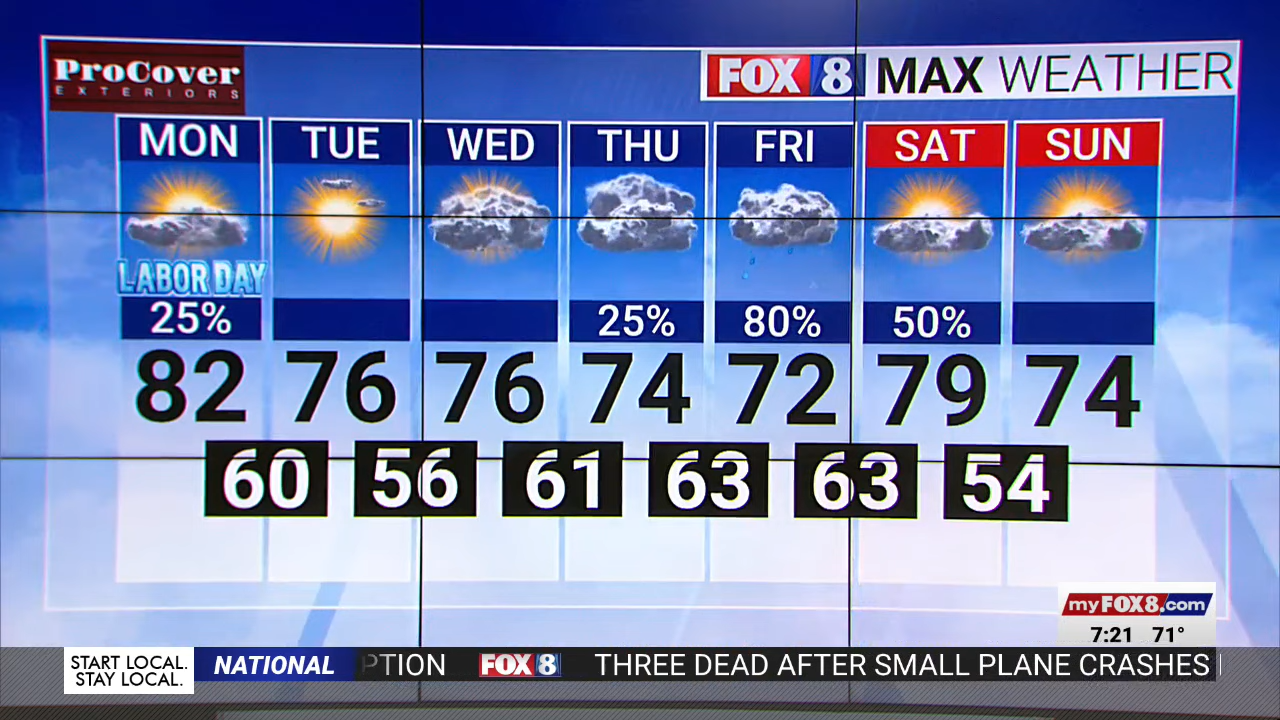 ProCover
EXTERIORS
FOX 8 MAX WEATHER
MON TUE WED THU FRI SAT SUN
LABOR DAY
25% 25% 80% 50%
82 76 76 74 72 79 74
60 56 61 63 63 54
myFOX8.com
7:21 71°
START LOCAL.
STAY LOCAL.
NATIONAL PTION FOX 8 THREE DEAD AFTER SMALL PLANE CRASHES